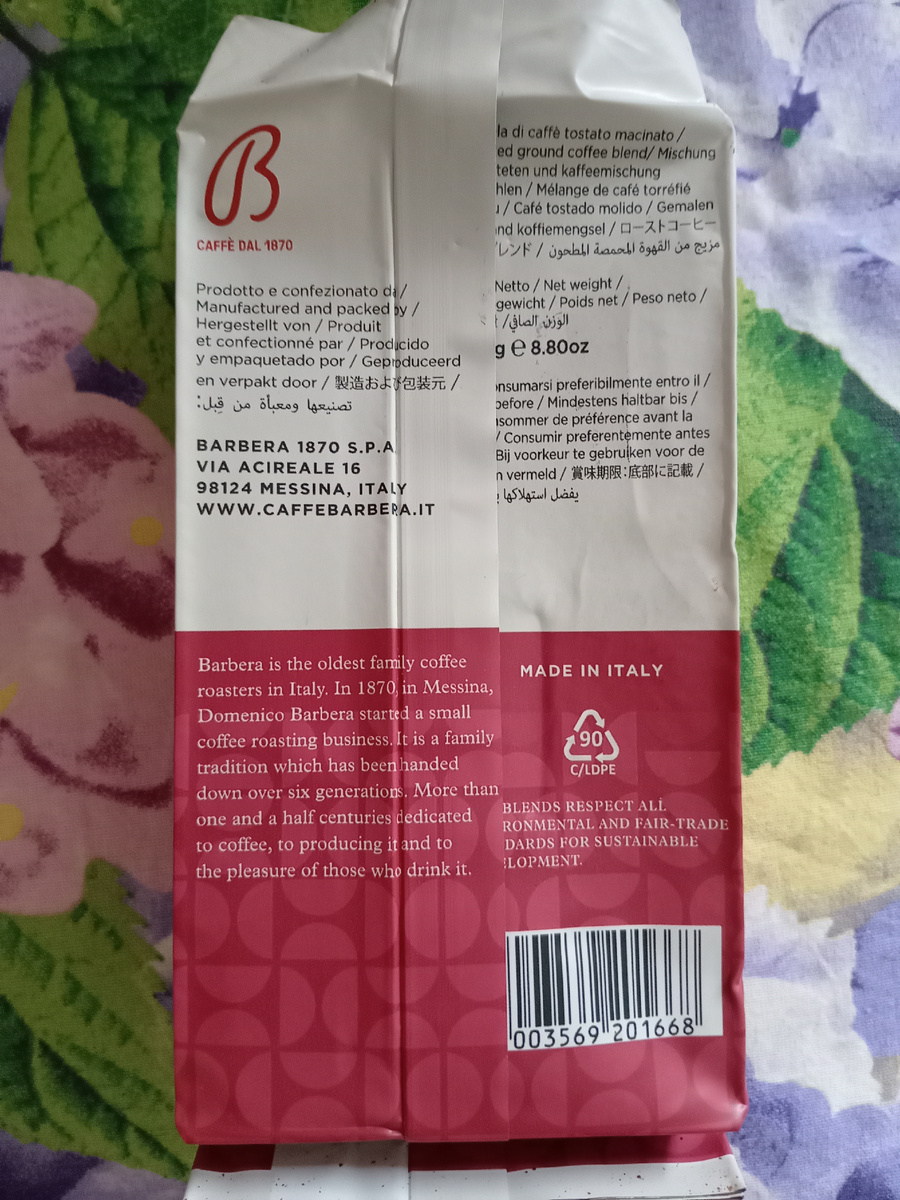 B
CAFFÈ DAL 1870
Prodotto e confezionato da /
Manufactured and packed by /
Hergestellt von / Produit
et confectionné par / Producido
y empaquetado por / Geproduceerd
en verpakt door / 製造および包装元 /
تصنيعها ومعبأة من قِبل:
BARBERA 1870 S.P.A
VIA ACIREALE 16
98124 MESSINA, ITALY
WWW.CAFFEBARBERA.IT
Barbera is the oldest family coffee
roasters in Italy. In 1870, in Messina,
Domenico Barbera started a small
coffee roasting business. It is a family
tradition which has been handed
down over six generations. More than
one and a half centuries dedicated
to coffee, to producing it and to
the pleasure of those who drink it.
la di caffè tostato macinato /
ed ground coffee blend/ Mischung
teten und kaffeemischung
hlen / Mélange de café torréfié
/ Café tostado molido / Gemalen
nd koffiemengsel / ローストコーヒー
レンド / مزيج من القهوة المحمصة المطحون
Netto / Net weight /
gewicht / Poids net / Peso neto /
/ الوزن الصافي
g e 8.80oz
onsumarsi preferibilmente entro il /
before / Mindestens haltbar bis /
sommer de préférence avant la
/ Consumir preferentemente antes
Bij voorkeur te gebruiken voor de
n vermeld / 賞味期限：底部に記載 /
يفضل استهلاكها
MADE IN ITALY
90
C/LDPE
BLENDS RESPECT ALL
RONMENTAL AND FAIR-TRADE
DARDS FOR SUSTAINABLE
LOPMENT.
003569 201668